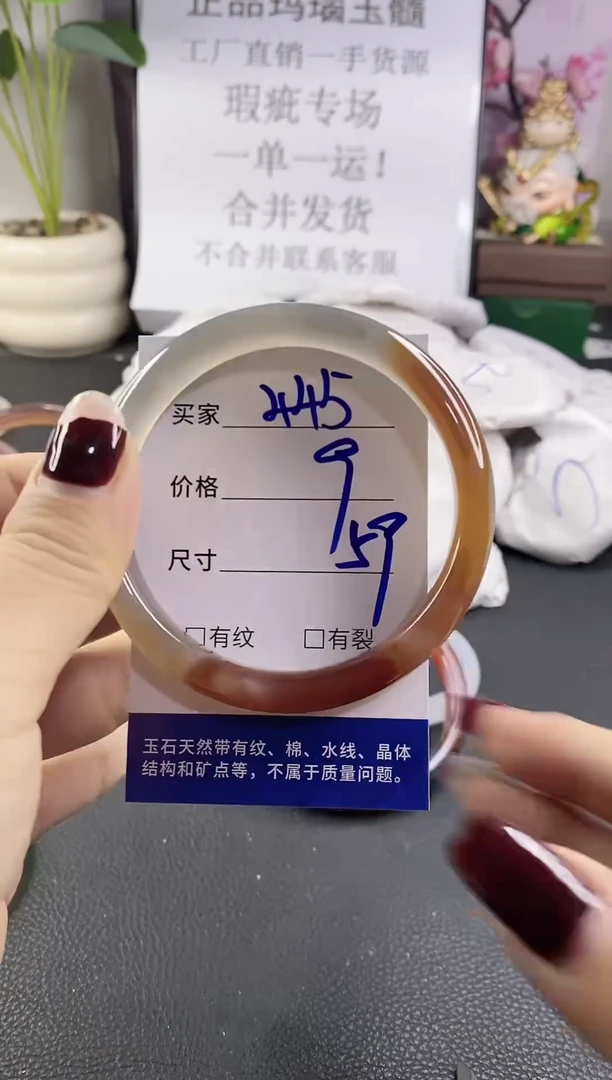 正品玛瑙玉髓
工厂直销一手货源
瑕疵专场
一单一运！
合并发货
不合并联系客服
买家 445
价格 9
尺寸 59
□有纹 □有裂
玉石天然带有纹、棉、水线、晶体
结构和矿点等，不属于质量问题。